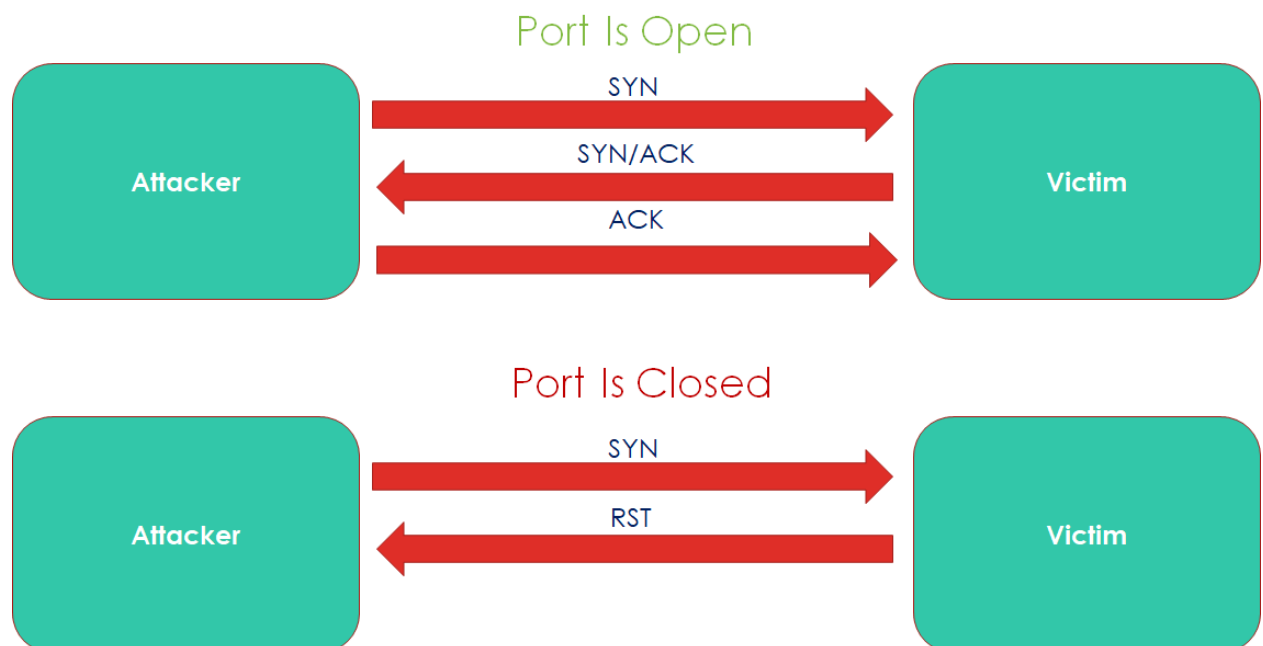 Port Is Open
SYN
SYN/ACK
ACK
Attacker
Victim
Port Is Closed
SYN
RST
Attacker
Victim